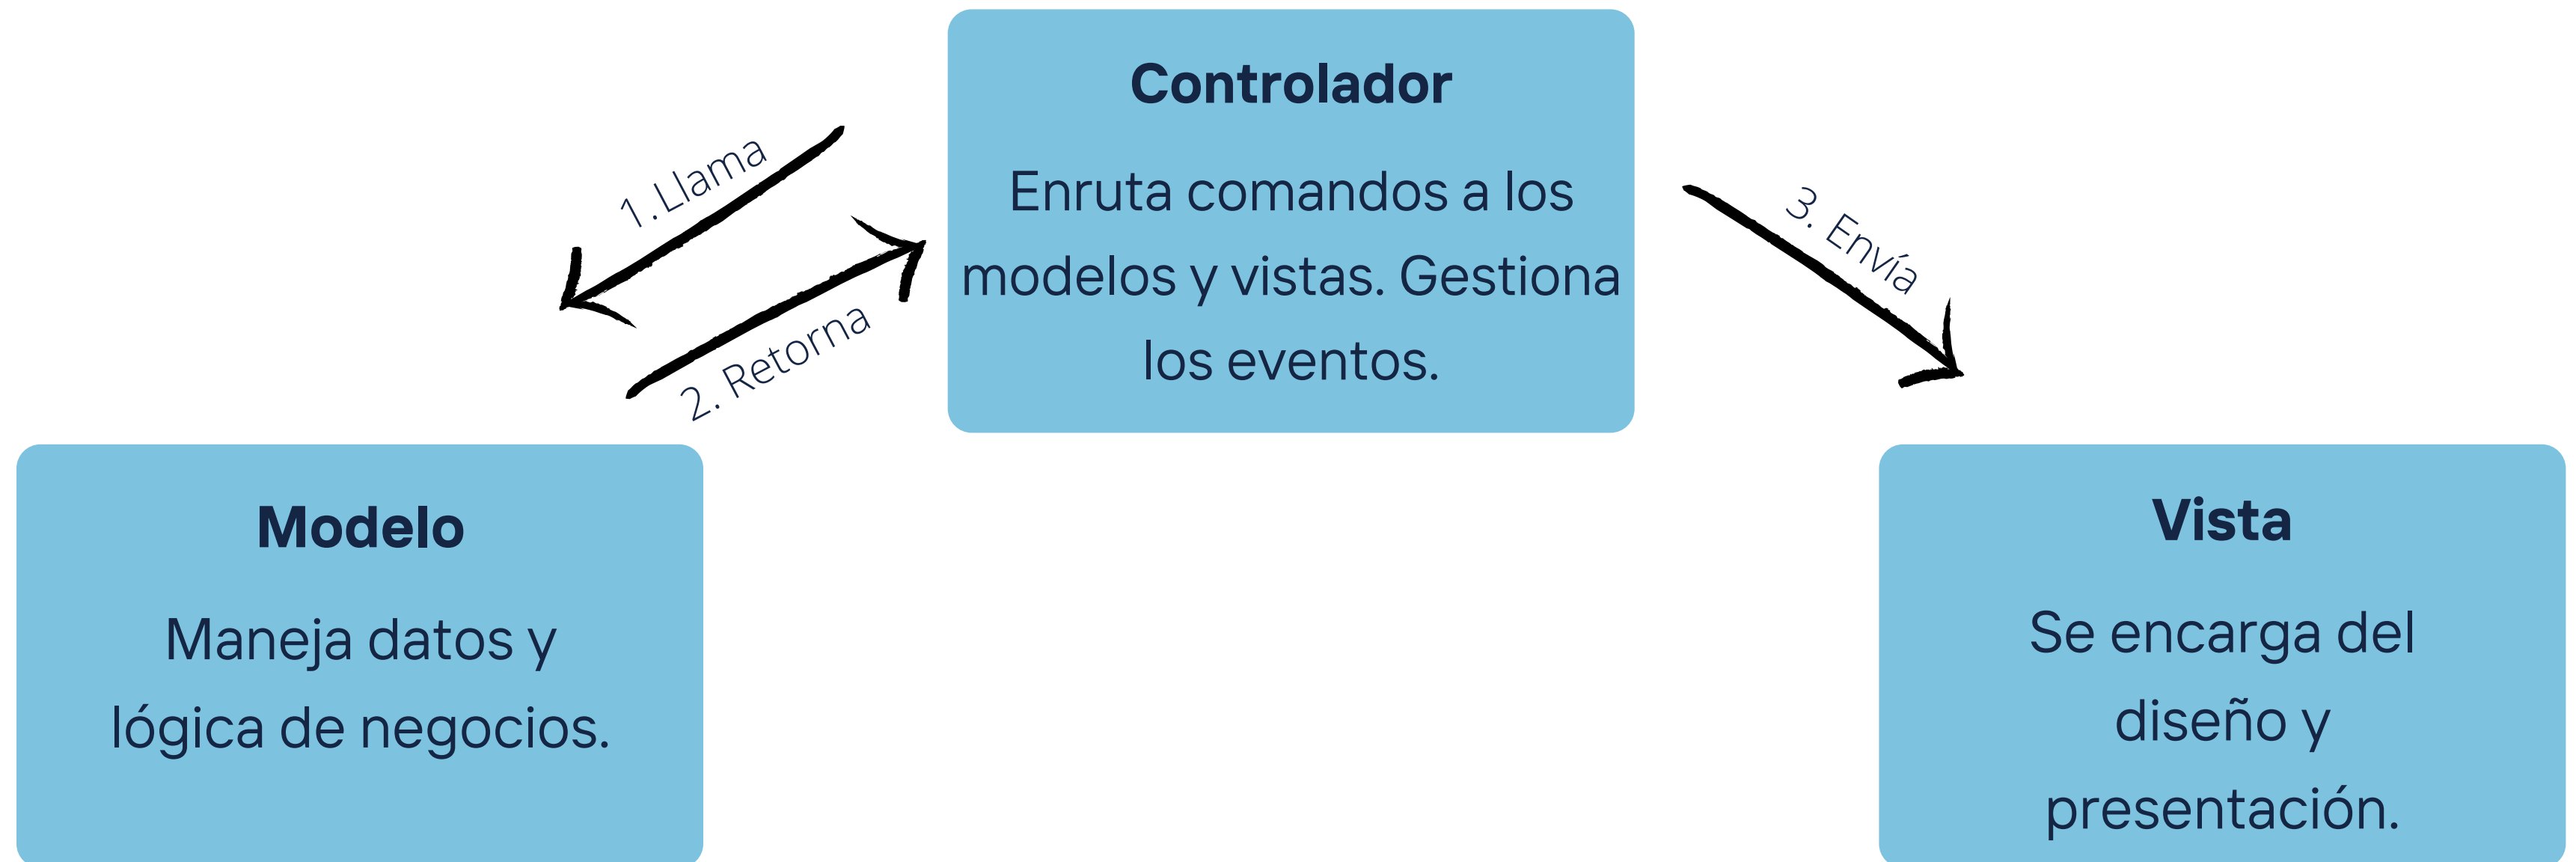 Controlador
Enruta comandos a los
modelos y vistas. Gestiona
los eventos.
1. Llama
2. Retorna
3. Envía
Modelo
Maneja datos y
lógica de negocios.
Vista
Se encarga del
diseño y
presentación.